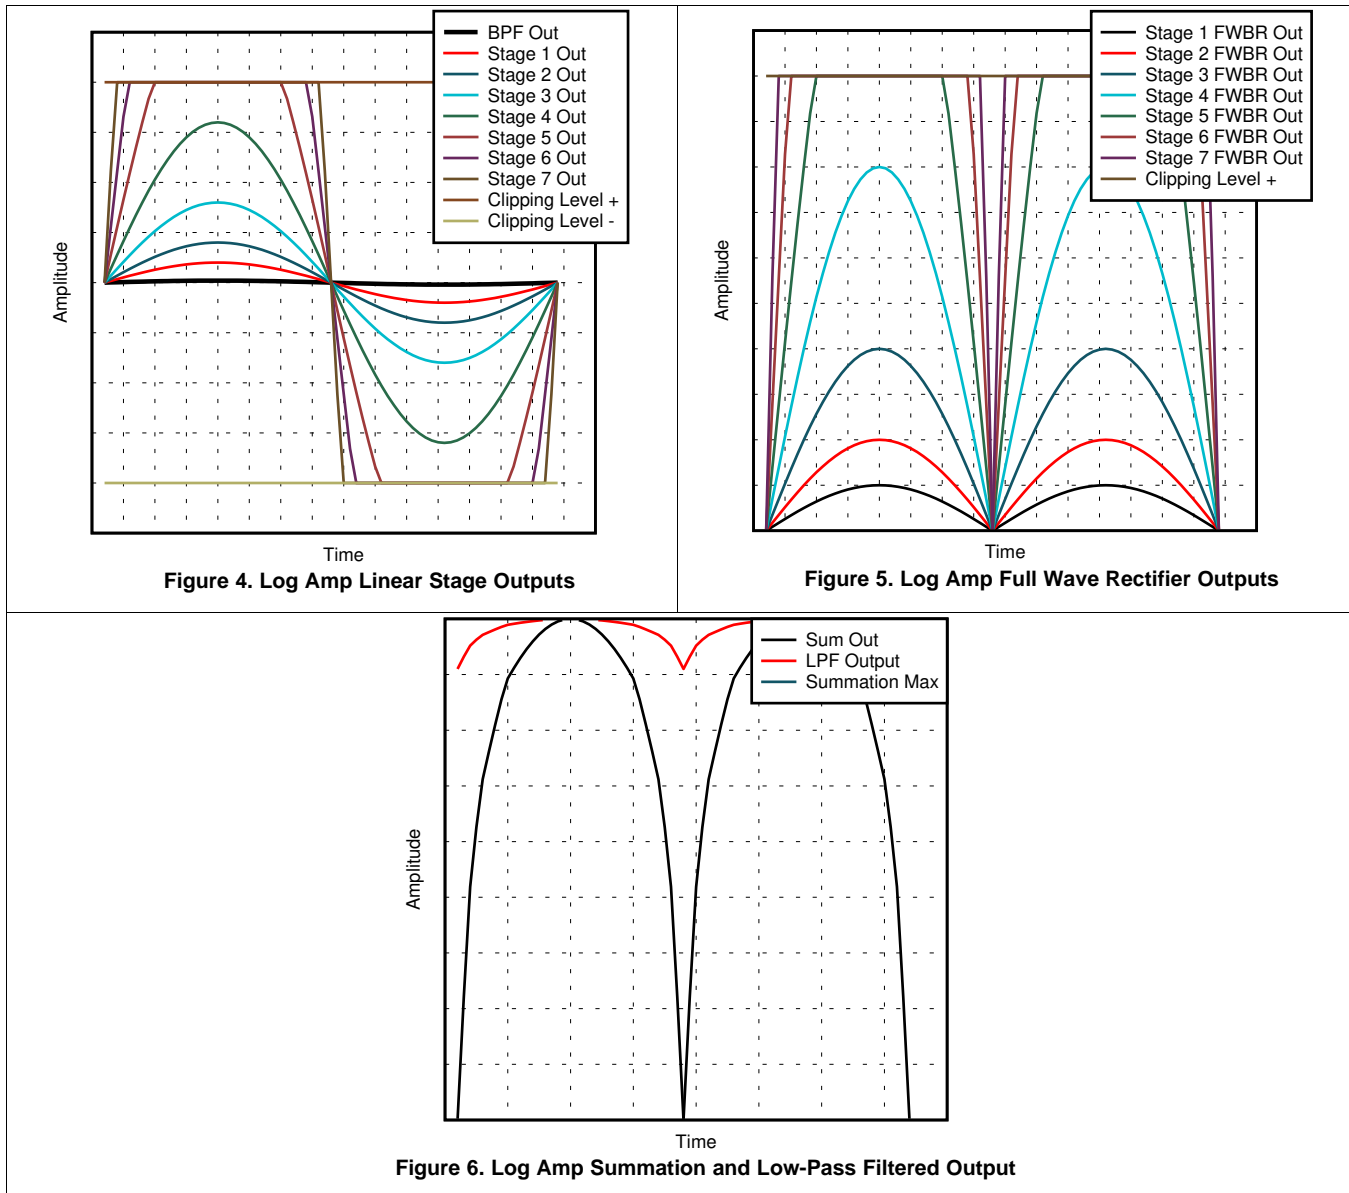 BPF Out
Stage 1 Out
Stage 2 Out
Stage 3 Out
Stage 4 Out
Stage 5 Out
Stage 6 Out
Stage 7 Out
Clipping Level +
Clipping Level -
Amplitude
Time
Figure 4. Log Amp Linear Stage Outputs
Stage 1 FWBR Out
Stage 2 FWBR Out
Stage 3 FWBR Out
Stage 4 FWBR Out
Stage 5 FWBR Out
Stage 6 FWBR Out
Stage 7 FWBR Out
Clipping Level +
Amplitude
Time
Figure 5. Log Amp Full Wave Rectifier Outputs
Sum Out
LPF Output
Summation Max
Amplitude
Time
Figure 6. Log Amp Summation and Low-Pass Filtered Output